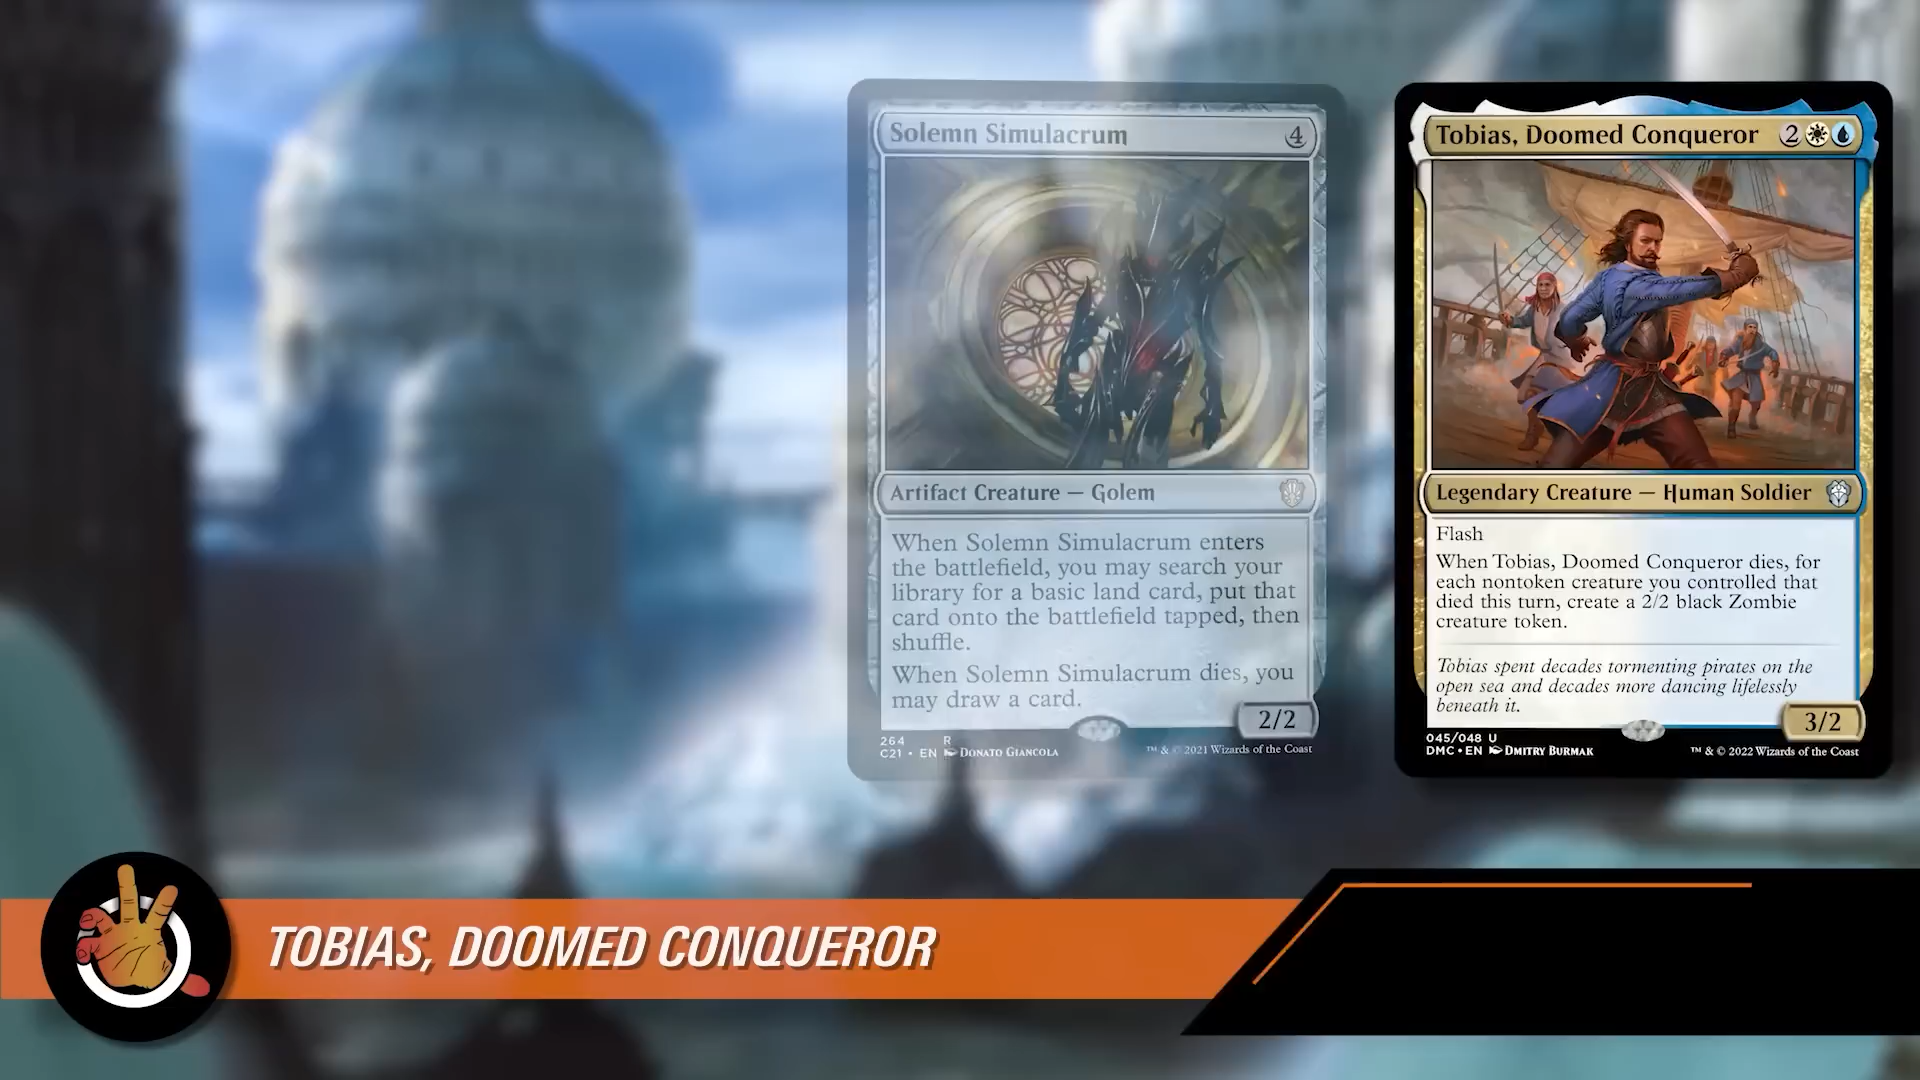 Solemn Simulacrum 4
Artifact Creature — Golem
When Solemn Simulacrum enters
the battlefield, you may search your
library for a basic land card, put that
card onto the battlefield tapped, then
shuffle.
When Solemn Simulacrum dies, you
may draw a card.
2/2
264 R
C21 • EN Donato Giancola
™ & © 2021 Wizards of the Coast
Tobias, Doomed Conqueror 2
Legendary Creature — Human Soldier
Flash
When Tobias, Doomed Conqueror dies, for
each nontoken creature you controlled that
died this turn, create a 2/2 black Zombie
creature token.
Tobias spent decades tormenting pirates on the
open sea and decades more dancing lifelessly
beneath it.
3/2
045/048 U
DMC • EN Dmitry Burmak
™ & © 2022 Wizards of the Coast
TOBIAS, DOOMED CONQUEROR